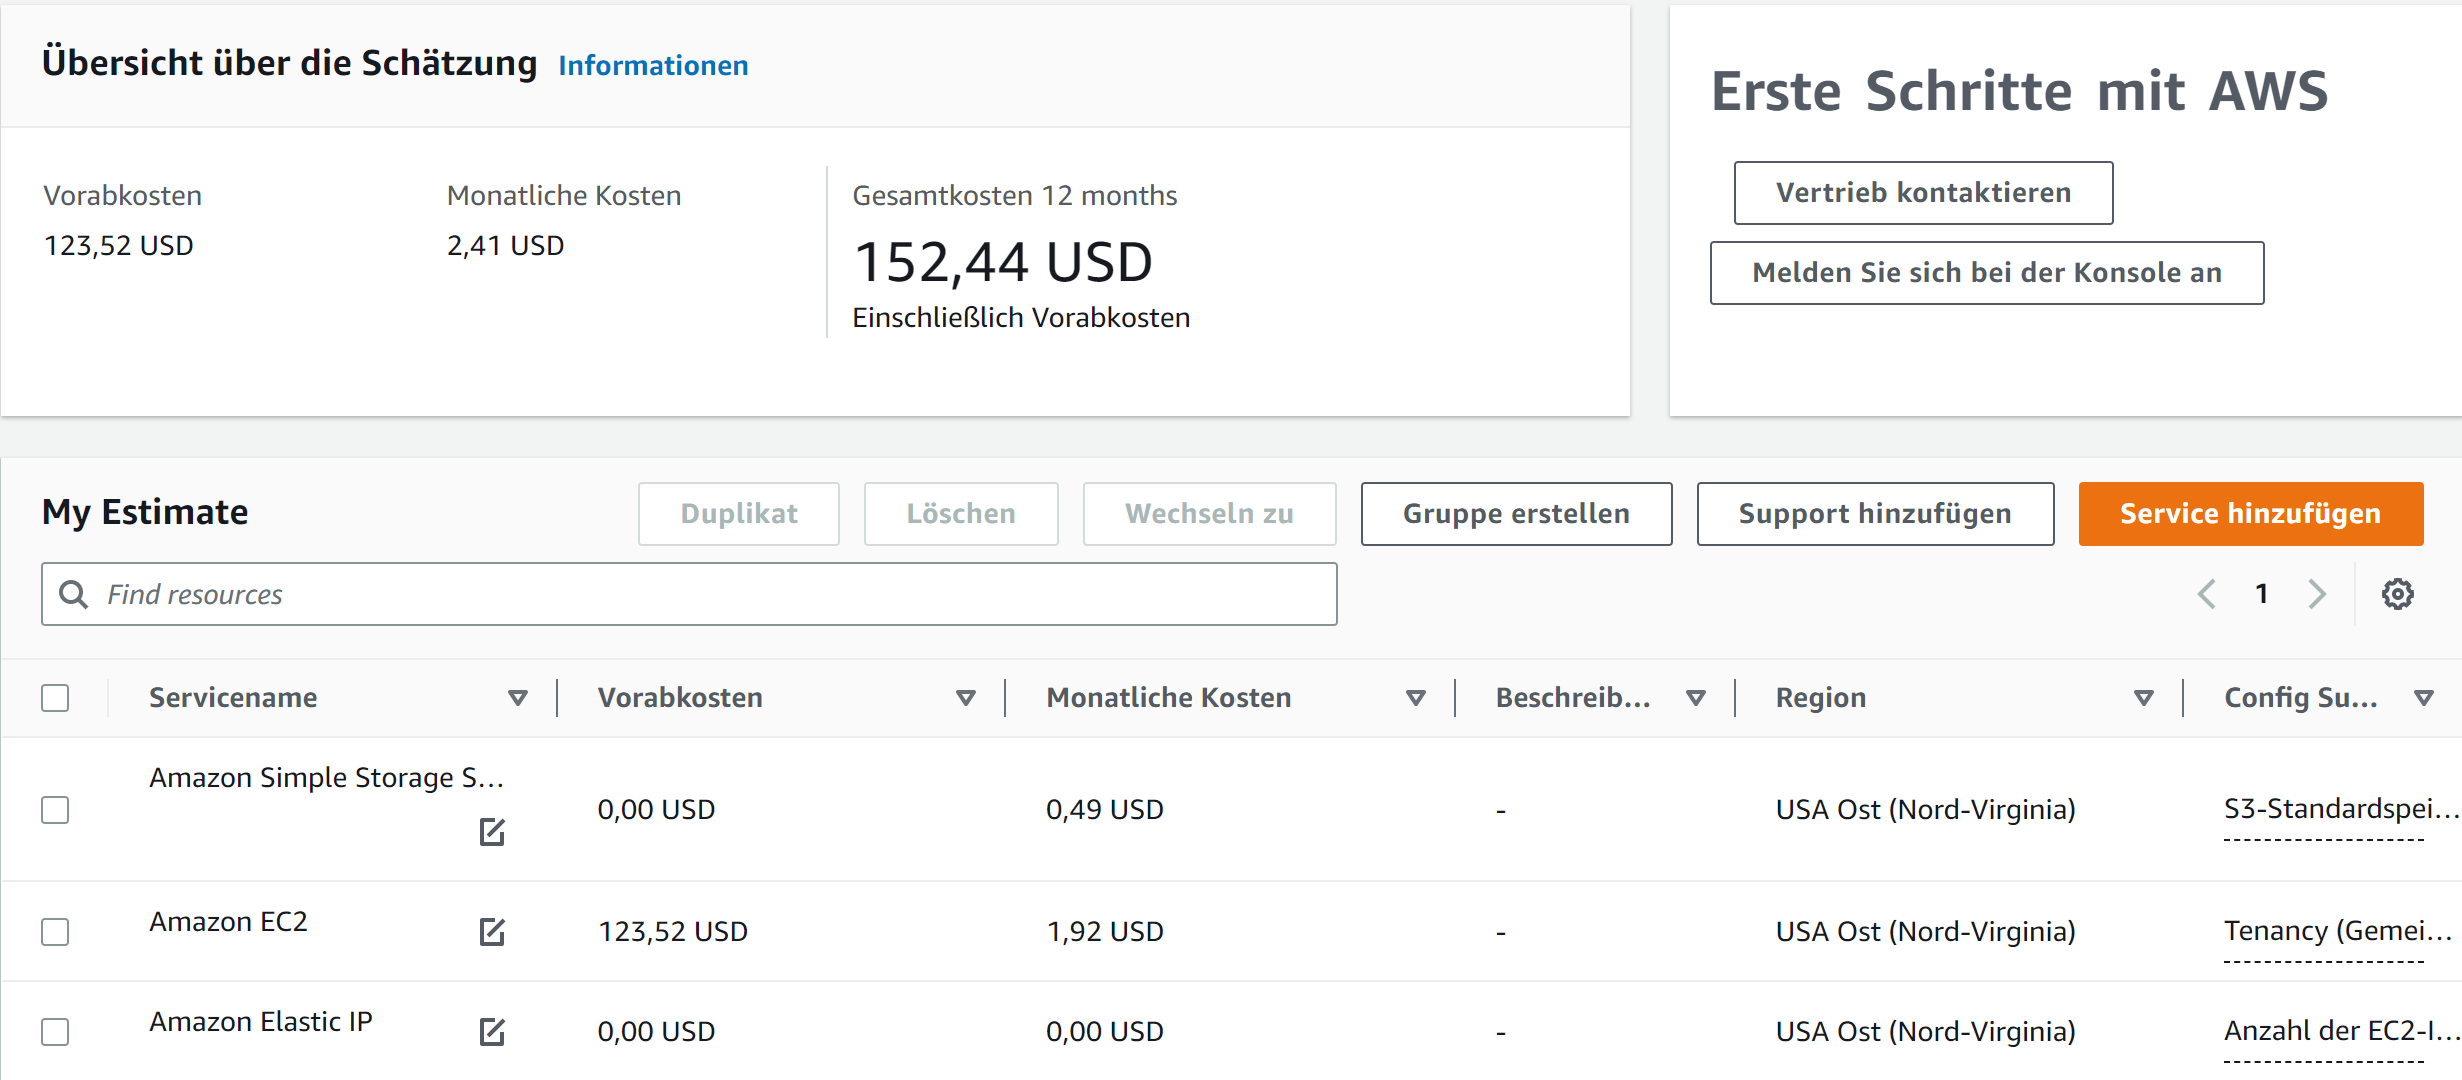 Übersicht über die Schätzung Informationen
Vorabkosten
123,52 USD
Monatliche Kosten
2,41 USD
Gesamtkosten 12 months
152,44 USD
Einschließlich Vorabkosten
Erste Schritte mit AWS
Vertrieb kontaktieren
Melden Sie sich bei der Konsole an
My Estimate
Duplikat
Löschen
Wechseln zu
Gruppe erstellen
Support hinzufügen
Service hinzufügen
Find resources
1
Servicename Vorabkosten Monatliche Kosten Beschreib... Region Config Su...
Amazon Simple Storage S... 0,00 USD 0,49 USD - USA Ost (Nord-Virginia) S3-Standardspei...
Amazon EC2 123,52 USD 1,92 USD - USA Ost (Nord-Virginia) Tenancy (Gemei...
Amazon Elastic IP 0,00 USD 0,00 USD - USA Ost (Nord-Virginia) Anzahl der EC2-I...